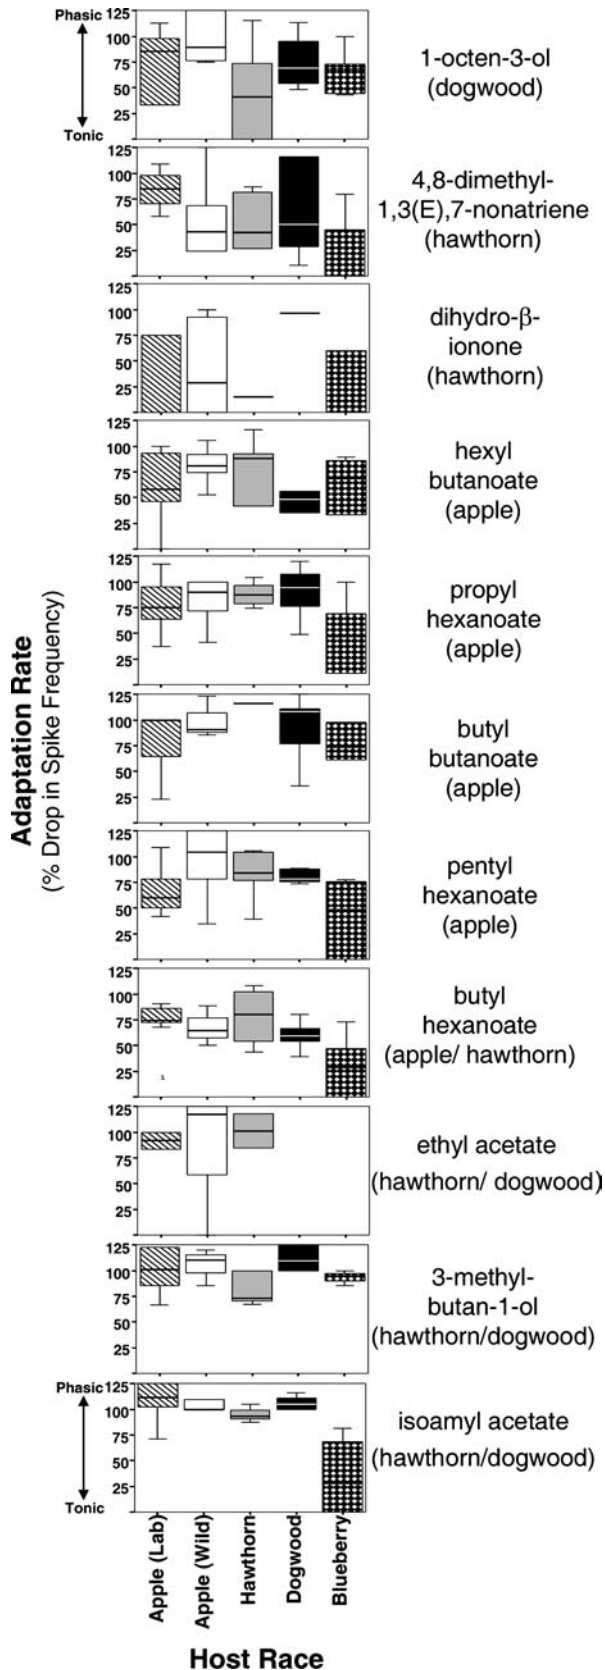 Phasic
Tonic
125
100
75
50
25
1-octen-3-ol
(dogwood)
125
100
75
50
25
4,8-dimethyl-
1,3(E),7-nonatriene
(hawthorn)
125
100
75
50
25
dihydro-β-
ionone
(hawthorn)
125
100
75
50
25
hexyl
butanoate
(apple)
125
100
75
50
25
propyl
hexanoate
(apple)
125
100
75
50
25
butyl
butanoate
(apple)
125
100
75
50
25
pentyl
hexanoate
(apple)
125
100
75
50
25
butyl
hexanoate
(apple/ hawthorn)
125
100
75
50
25
ethyl acetate
(hawthorn/ dogwood)
125
100
75
50
25
3-methyl-
butan-1-ol
(hawthorn/dogwood)
Phasic
Tonic
125
100
75
50
25
isoamyl acetate
(hawthorn/dogwood)
Adaptation Rate
(% Drop in Spike Frequency)
Apple (Lab)
Apple (Wild)
Hawthorn
Dogwood
Blueberry
Host Race